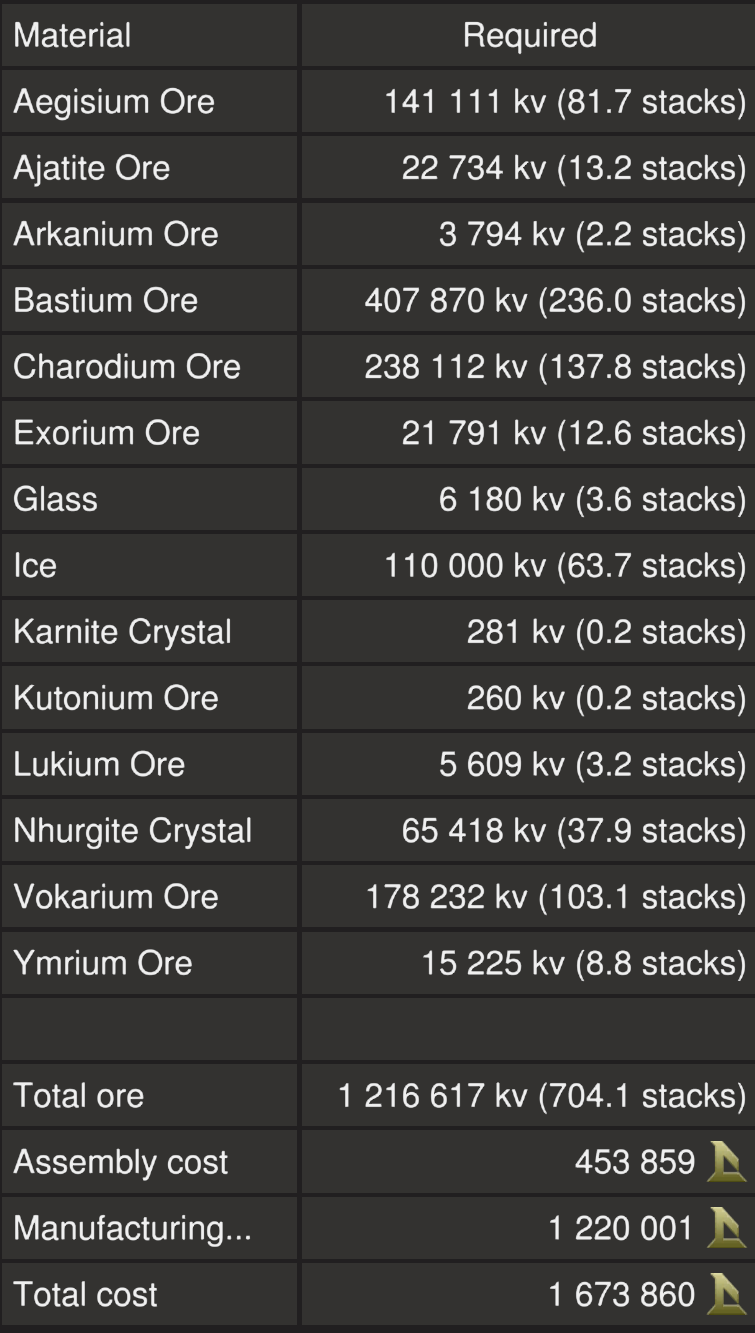 Material Required
Aegisium Ore 141 111 kv (81.7 stacks)
Ajatite Ore 22 734 kv (13.2 stacks)
Arkanium Ore 3 794 kv (2.2 stacks)
Bastium Ore 407 870 kv (236.0 stacks)
Charodium Ore 238 112 kv (137.8 stacks)
Exorium Ore 21 791 kv (12.6 stacks)
Glass 6 180 kv (3.6 stacks)
Ice 110 000 kv (63.7 stacks)
Karnite Crystal 281 kv (0.2 stacks)
Kutonium Ore 260 kv (0.2 stacks)
Lukium Ore 5 609 kv (3.2 stacks)
Nhurgite Crystal 65 418 kv (37.9 stacks)
Vokarium Ore 178 232 kv (103.1 stacks)
Ymrium Ore 15 225 kv (8.8 stacks)
Total ore 1 216 617 kv (704.1 stacks)
Assembly cost 453 859
Manufacturing... 1 220 001
Total cost 1 673 860